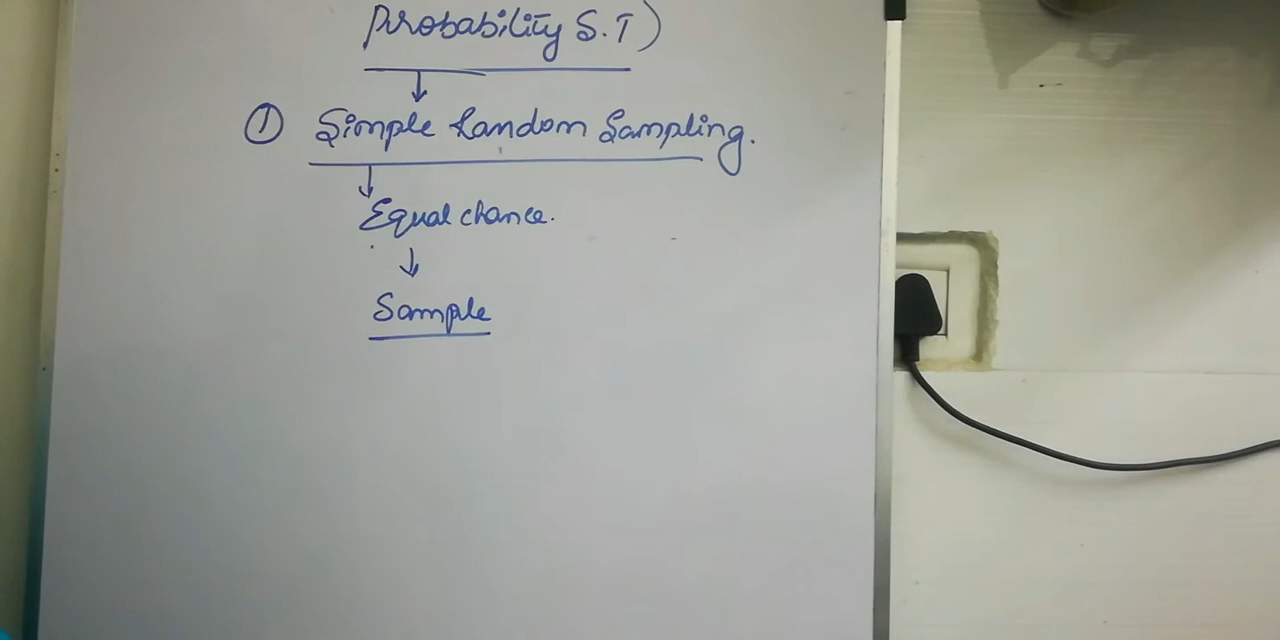 Probability S.T)
① Simple Random Sampling.
Equal chance.
Sample